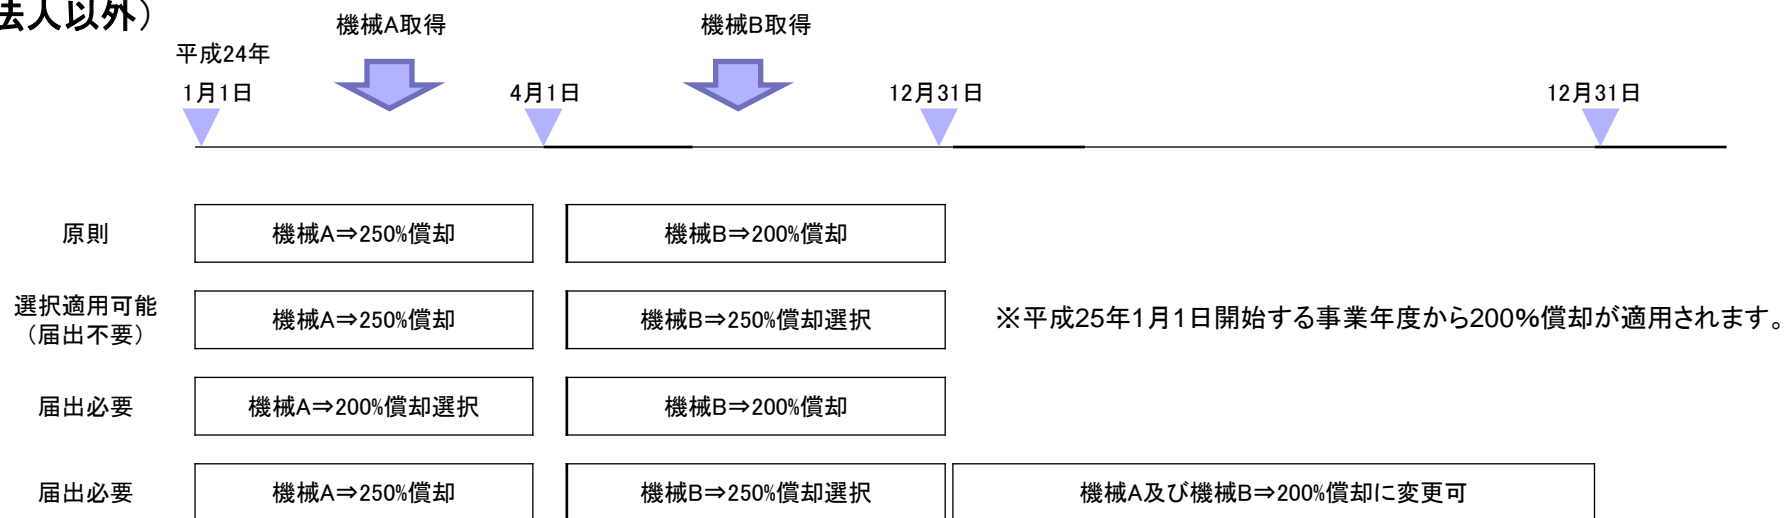 法人以外）
機械A取得
機械B取得
平成24年
1月1日
4月1日
12月31日
12月31日
原則
機械A⇒250%償却
機械B⇒200%償却
選択適用可能
（届出不要）
機械A⇒250%償却
機械B⇒250%償却選択
※平成25年1月1日開始する事業年度から200%償却が適用されます。
届出必要
機械A⇒200%償却選択
機械B⇒200%償却
届出必要
機械A⇒250%償却
機械B⇒250%償却選択
機械A及び機械B⇒200%償却に変更可